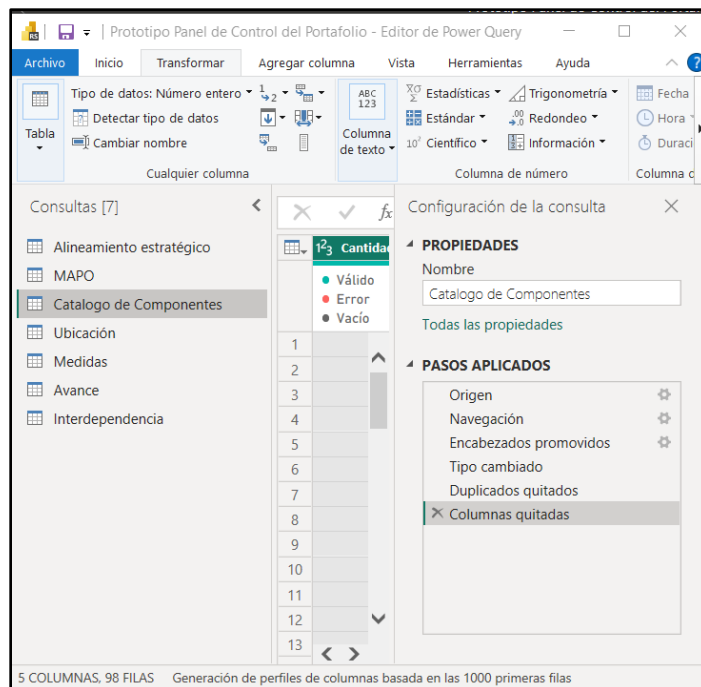 Prototipo Panel de Control del Portafolio - Editor de Power Query
Archivo Inicio Transformar Agregar columna Vista Herramientas Ayuda
Tabla
Tipo de datos: Número entero
Detectar tipo de datos
Cambiar nombre
Cualquier columna
ABC
123
Columna
de texto
Estadísticas
Estándar
Científico
Trigonometría
Redondeo
Información
Columna de número
Fecha
Hora
Duraci
Columna d
Consultas [7]
Alineamiento estratégico
MAPO
Catalogo de Componentes
Ubicación
Medidas
Avance
Interdependencia
fx
Cantidad
Válido
Error
Vacío
1
2
3
4
5
6
7
8
9
10
11
12
13
Configuración de la consulta
PROPIEDADES
Nombre
Catalogo de Componentes
Todas las propiedades
PASOS APLICADOS
Origen
Navegación
Encabezados promovidos
Tipo cambiado
Duplicados quitados
Columnas quitadas
5 COLUMNAS, 98 FILAS Generación de perfiles de columnas basada en las 1000 primeras filas